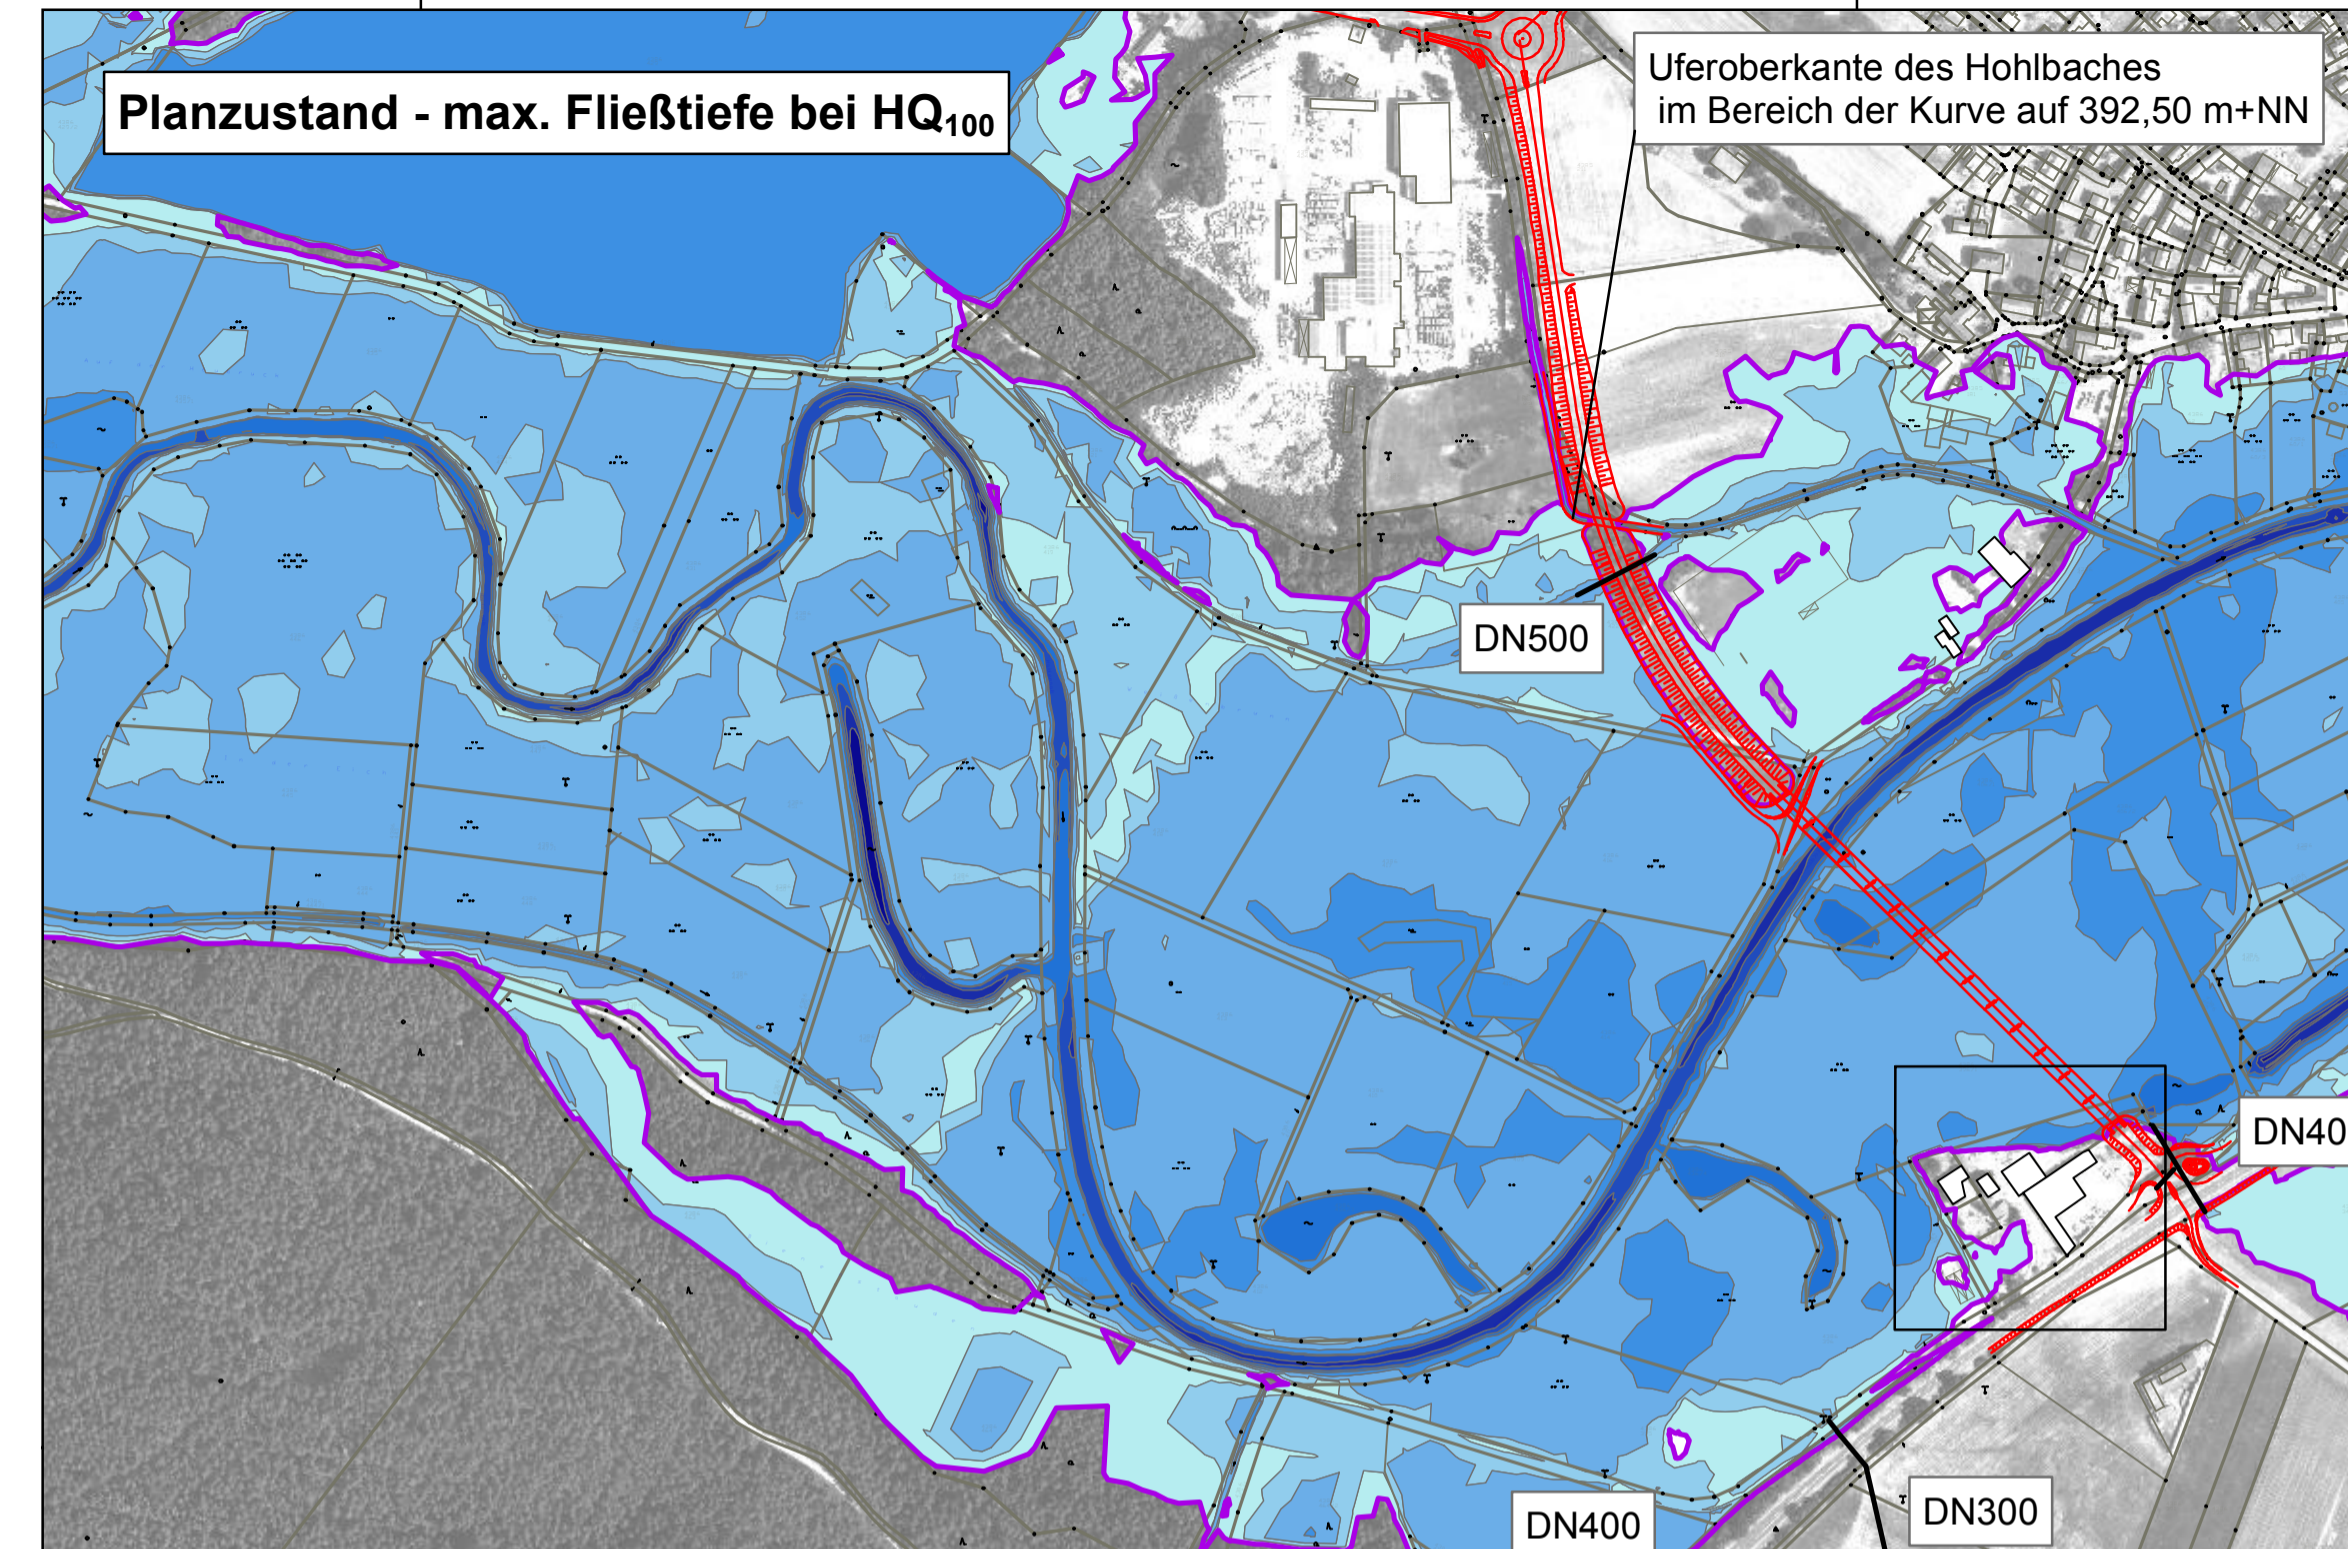 Planzustand - max. Fließtiefe bei HQ100
Uferoberkante des Hohlbaches
im Bereich der Kurve auf 392,50 m+NN
DN500
DN40
DN400
DN300